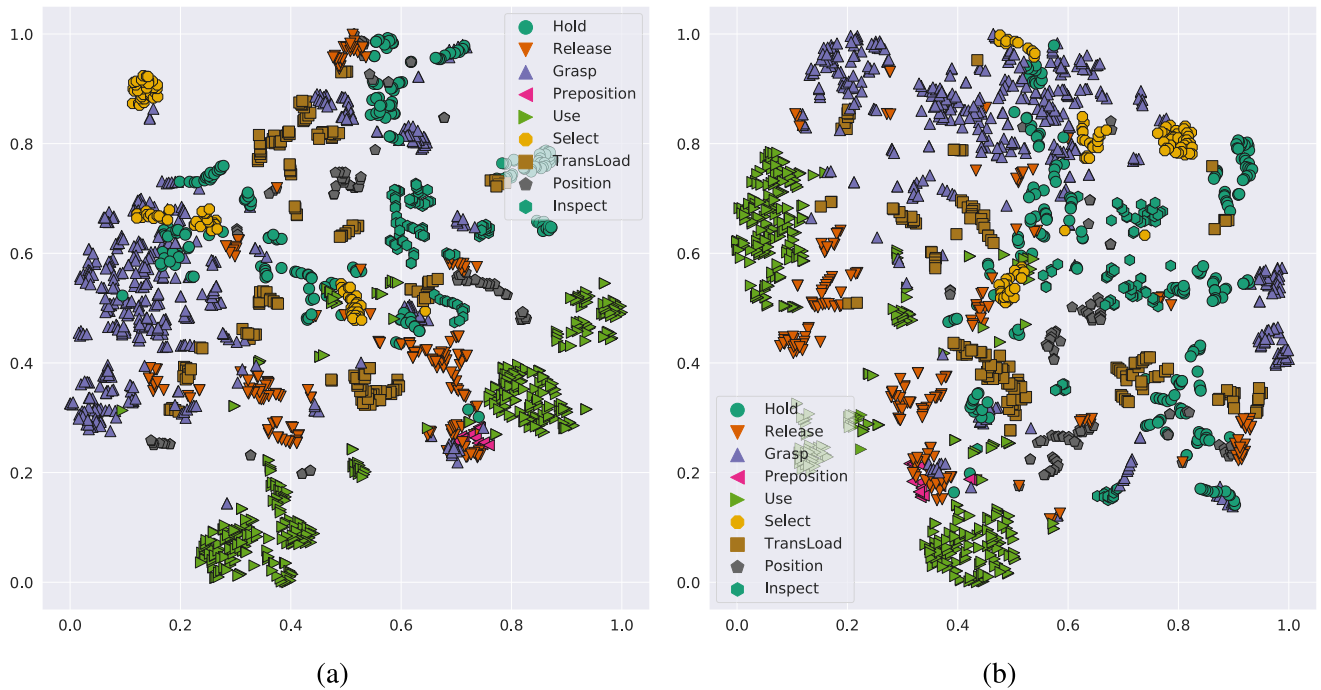 1.0
0.8
0.6
0.4
0.2
0.0
0.0 0.2 0.4 0.6 0.8 1.0
Hold
Release
Grasp
Preposition
Use
Select
TransLoad
Position
Inspect
(a)
1.0
0.8
0.6
0.4
0.2
0.0
0.0 0.2 0.4 0.6 0.8 1.0
Hold
Release
Grasp
Preposition
Use
Select
TransLoad
Position
Inspect
(b)